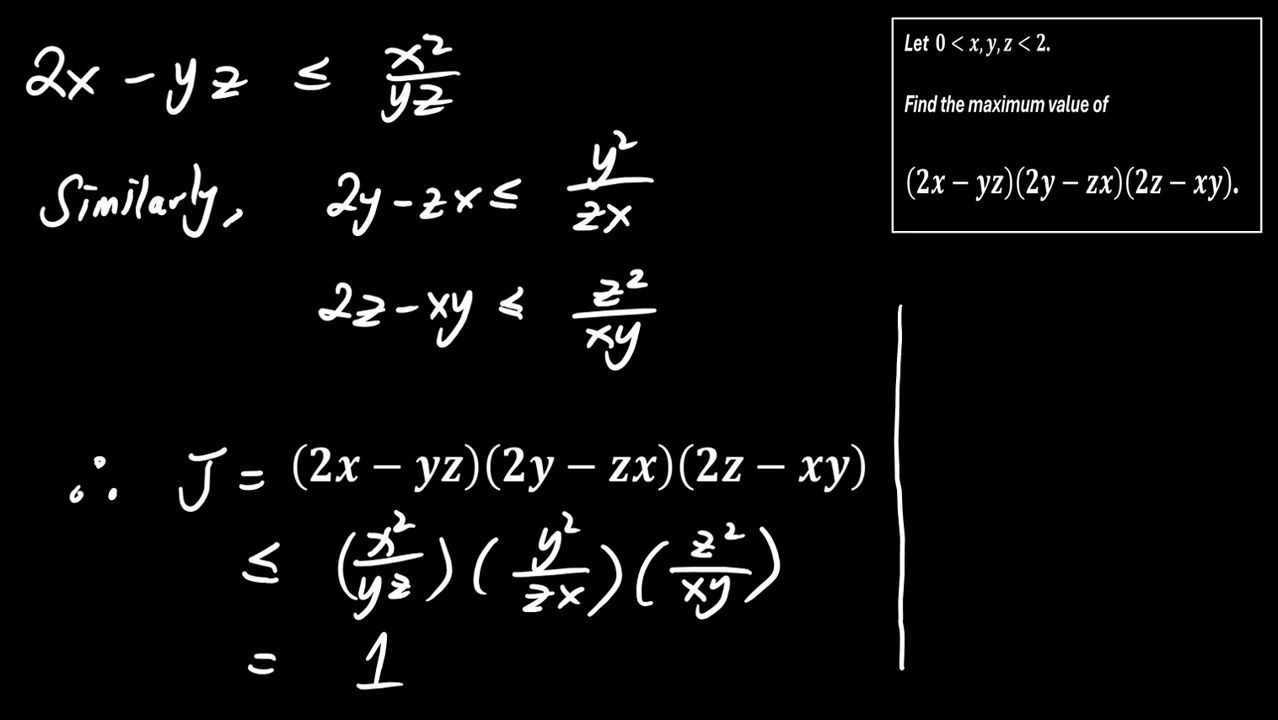 2x - yz ≤ x²/yz
Similarly, 2y - zx ≤ y²/zx
2z - xy ≤ z²/xy
∴ J = (2x − yz)(2y − zx)(2z − xy)
≤ (x²/yz)(y²/zx)(z²/xy)
= 1
Let 0 < x, y, z < 2.
Find the maximum value of
(2x − yz)(2y − zx)(2z − xy).